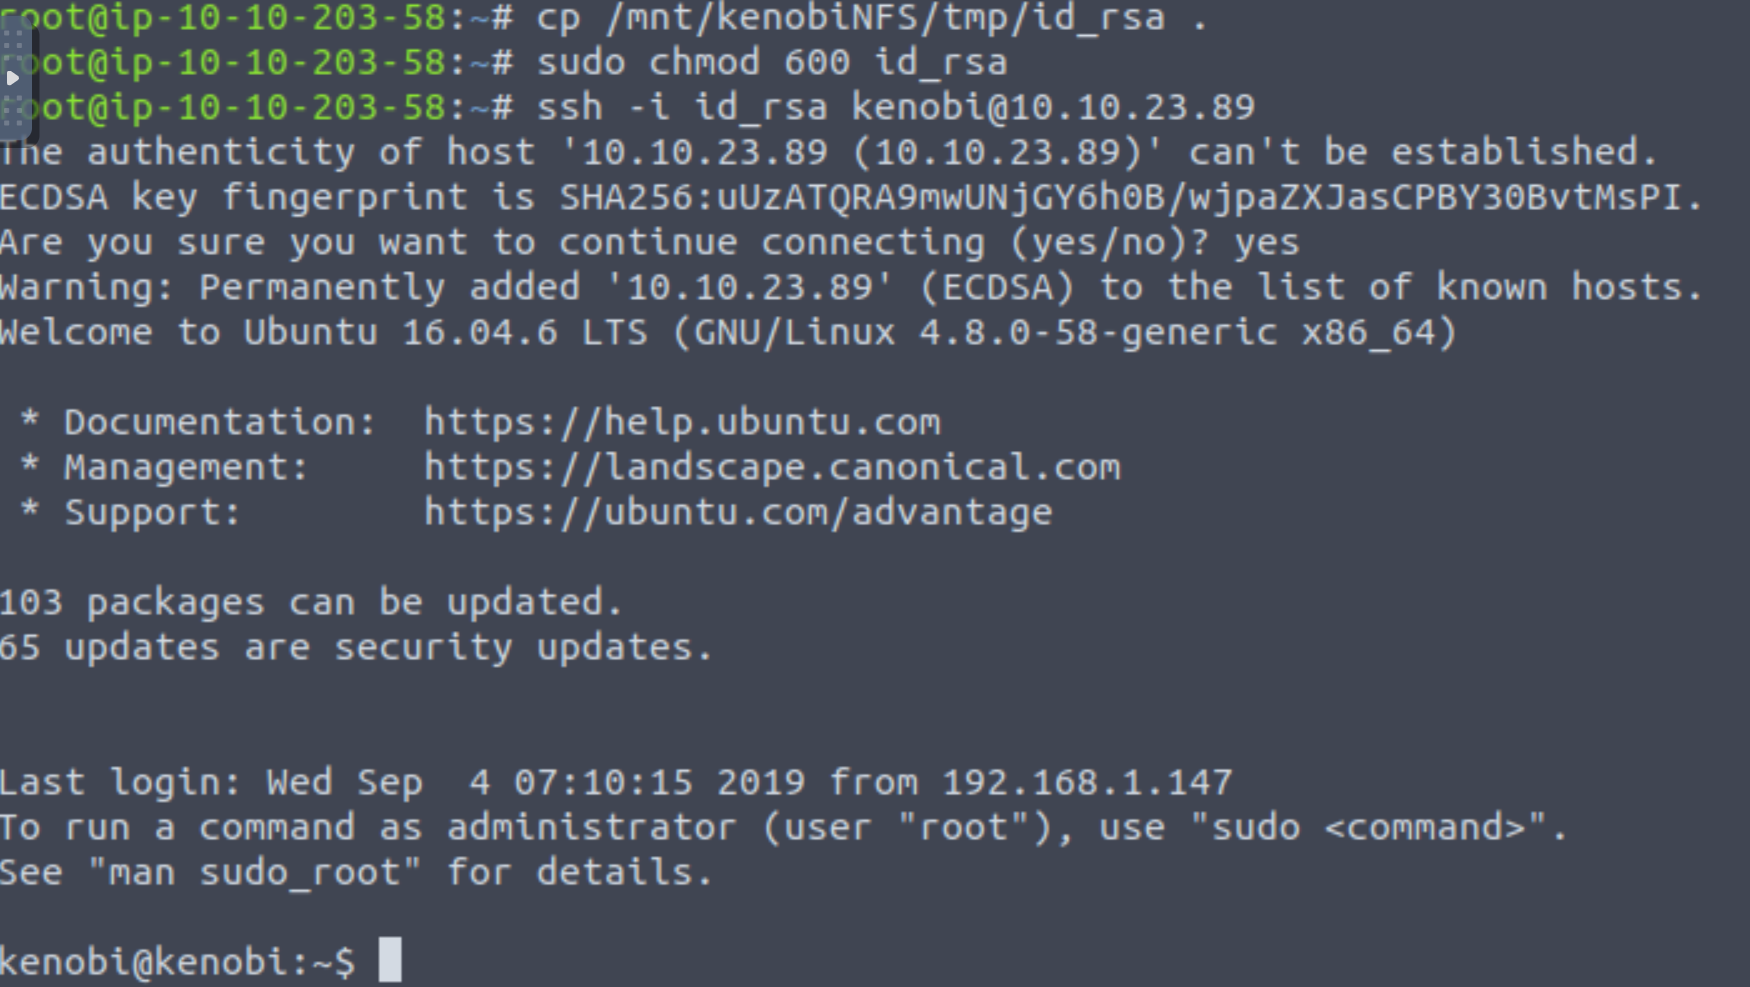 root@ip-10-10-203-58:~# cp /mnt/kenobiNFS/tmp/id_rsa .
root@ip-10-10-203-58:~# sudo chmod 600 id_rsa
root@ip-10-10-203-58:~# ssh -i id_rsa kenobi@10.10.23.89
The authenticity of host '10.10.23.89 (10.10.23.89)' can't be established.
ECDSA key fingerprint is SHA256:uUzATQRA9mwUNjGY6h0B/wjpaZXJasCPBY30BvtMsPI.
Are you sure you want to continue connecting (yes/no)? yes
Warning: Permanently added '10.10.23.89' (ECDSA) to the list of known hosts.
Welcome to Ubuntu 16.04.6 LTS (GNU/Linux 4.8.0-58-generic x86_64)
* Documentation:  https://help.ubuntu.com
* Management:     https://landscape.canonical.com
* Support:        https://ubuntu.com/advantage
103 packages can be updated.
65 updates are security updates.
Last login: Wed Sep  4 07:10:15 2019 from 192.168.1.147
To run a command as administrator (user "root"), use "sudo <command>".
See "man sudo_root" for details.
kenobi@kenobi:~$